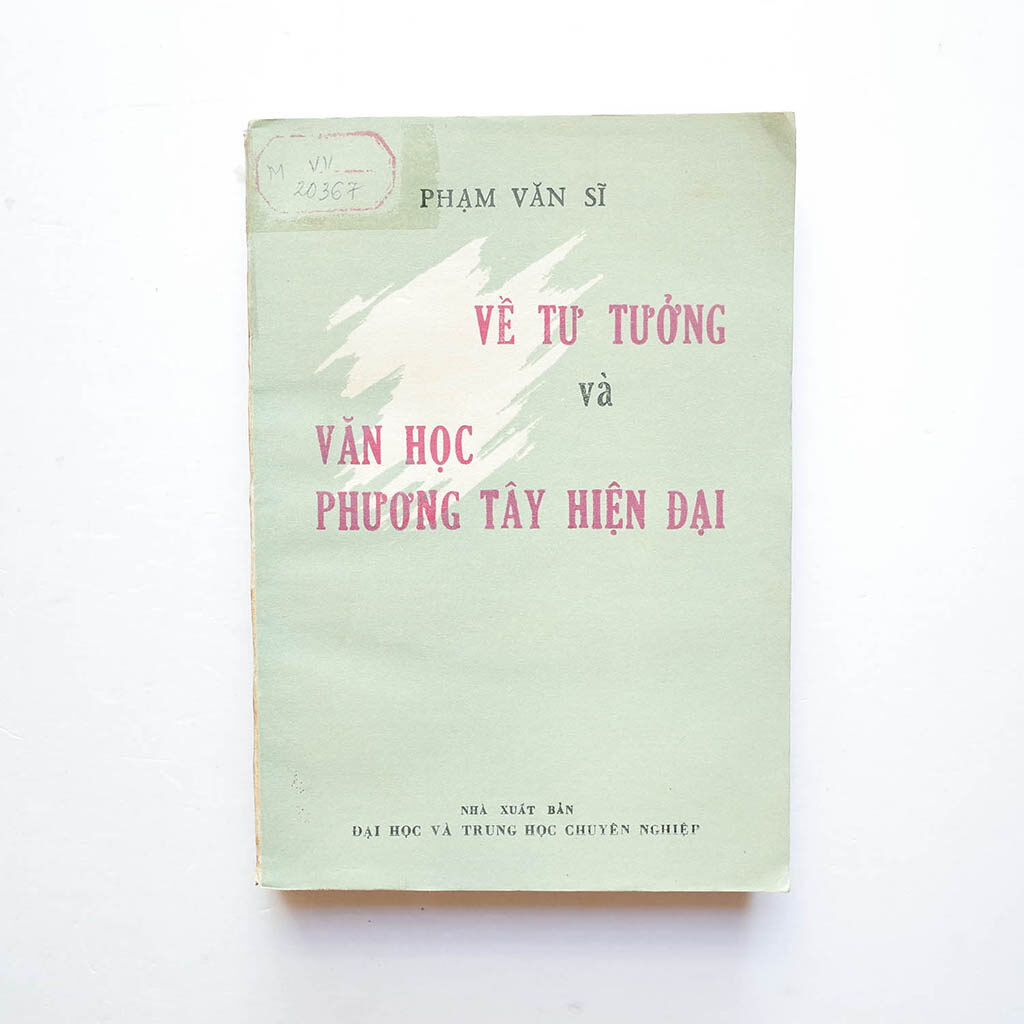 M V.V.
20367
PHẠM VĂN SĨ
VỀ TƯ TƯỞNG
và
VĂN HỌC
PHƯƠNG TÂY HIỆN ĐẠI
NHÀ XUẤT BẢN
ĐẠI HỌC VÀ TRUNG HỌC CHUYÊN NGHIỆP